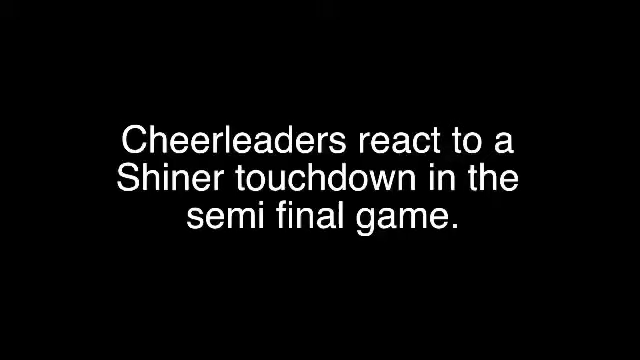 Cheerleaders react to a
Shiner touchdown in the
semi final game.